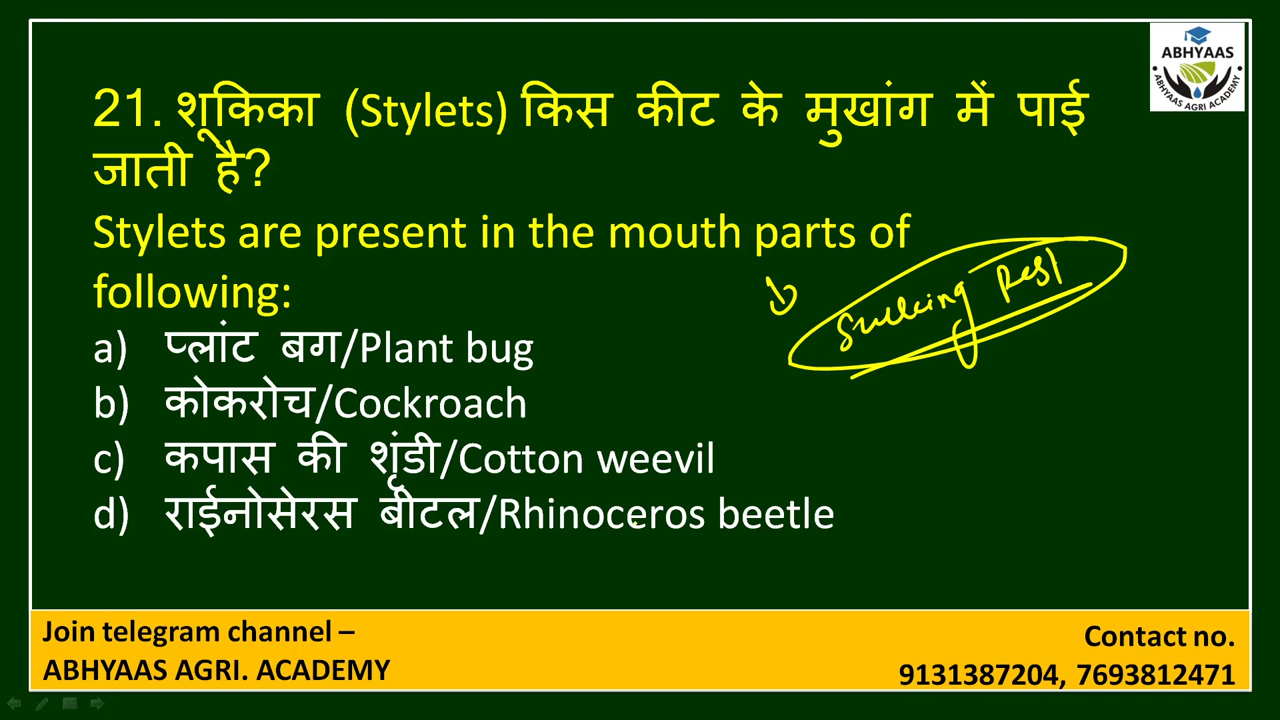 ABHYAAS
ABHYAAS AGRI ACADEMY
21. शूकिका (Stylets) किस कीट के मुखांग में पाई
जाती है?
Stylets are present in the mouth parts of
following:
Sucking Pest
a) प्लांट बग/Plant bug
b) कोकरोच/Cockroach
c) कपास की शृंडी/Cotton weevil
d) राईनोसेरस बीटल/Rhinoceros beetle
Join telegram channel –
ABHYAAS AGRI. ACADEMY
Contact no.
9131387204, 7693812471